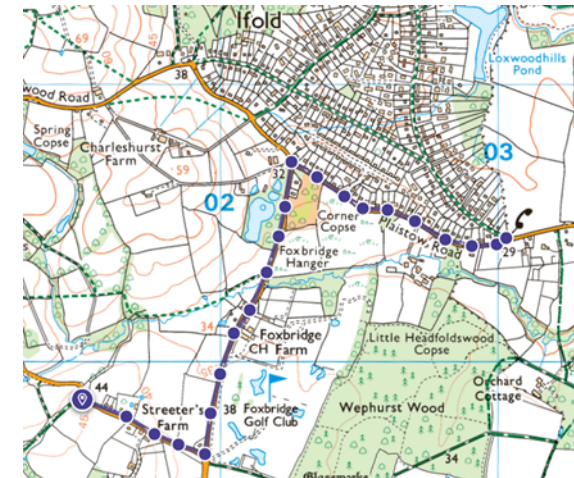 Ifold
Loxwoodhills
Pond
69
60
45
38
wood Road
Spring
Copse
Charleshurst
Farm
59
03
32
02
Corner
Copse
Plaistow Road
29
Foxbridge
Hanger
34
Foxbridge
CH Farm
35
Little Headfoldswood
Copse
44
Orchard
Cottage
Streeter's
Farm
38
Foxbridge
Golf Club
Wephurst Wood
34